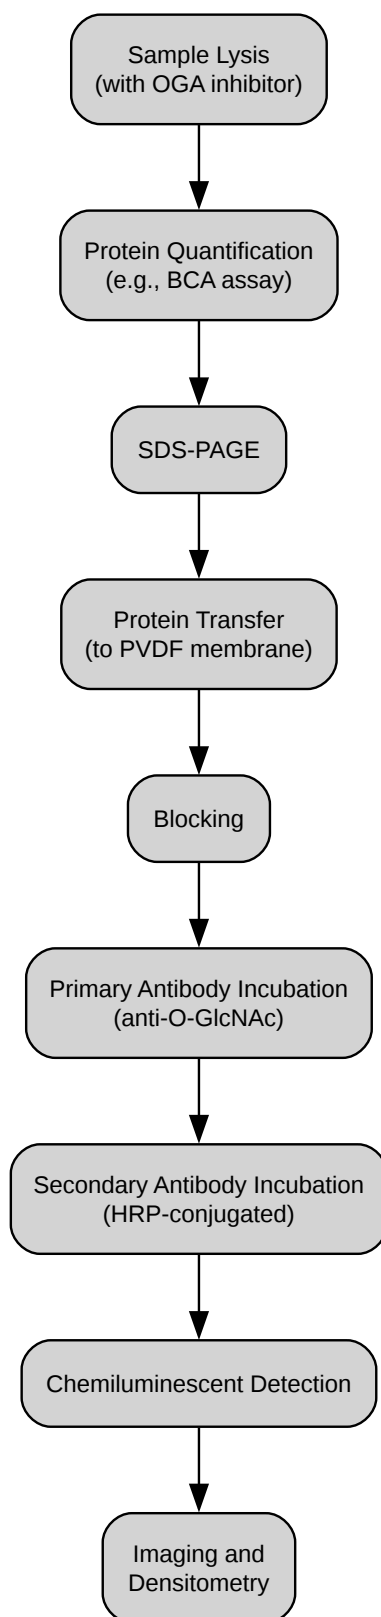 Sample Lysis
(with OGA inhibitor)
Protein Quantification
(e.g., BCA assay)
SDS-PAGE
Protein Transfer
(to PVDF membrane)
Blocking
Primary Antibody Incubation
(anti-O-GlcNAc)
Secondary Antibody Incubation
(HRP-conjugated)
Chemiluminescent Detection
Imaging and
Densitometry